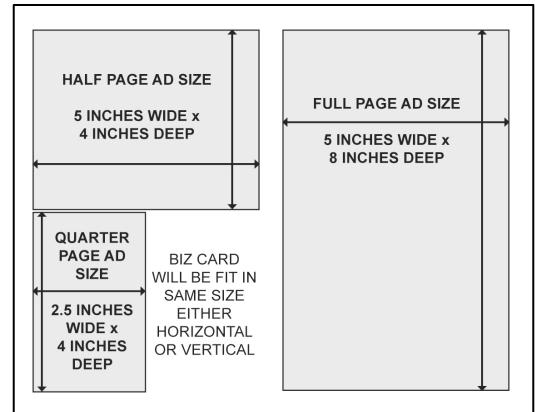 HALF PAGE AD SIZE
5 INCHES WIDE x
4 INCHES DEEP
FULL PAGE AD SIZE
5 INCHES WIDE x
8 INCHES DEEP
QUARTER
PAGE AD
SIZE
2.5 INCHES
WIDE x
4 INCHES
DEEP
BIZ CARD
WILL BE FIT IN
SAME SIZE
EITHER
HORIZONTAL
OR VERTICAL